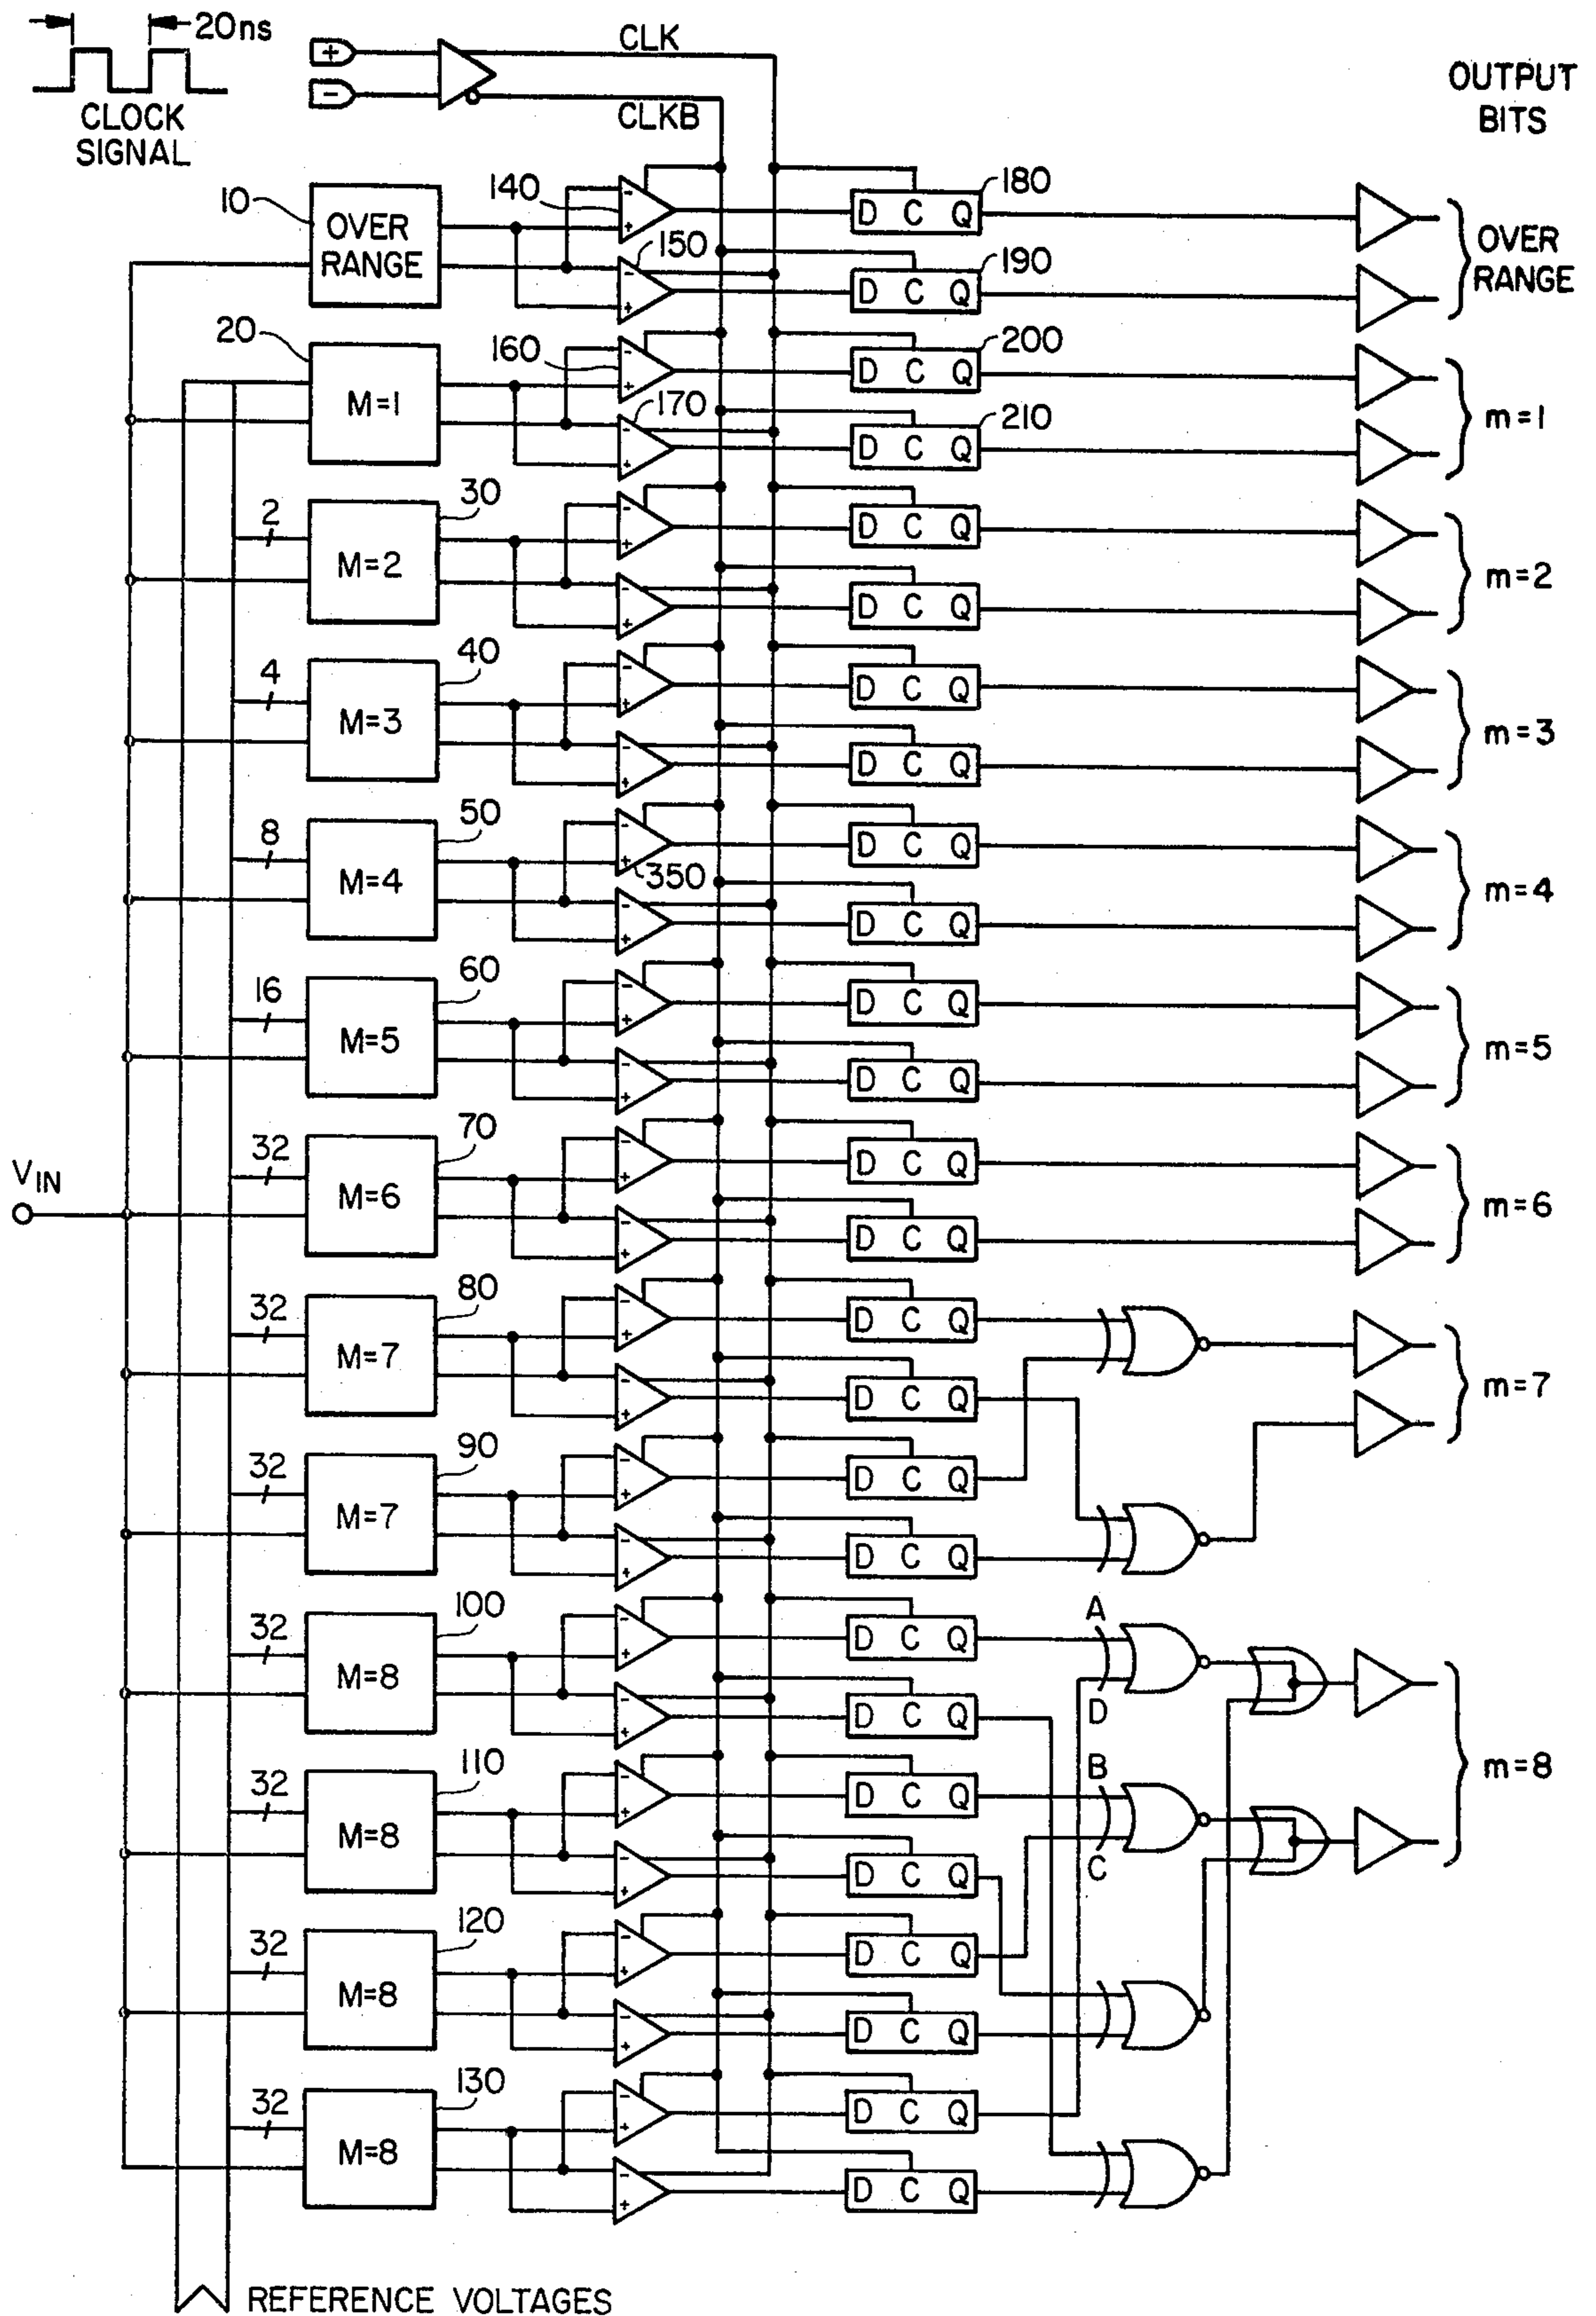 20ns
CLOCK
SIGNAL
+
-
CLK
CLKB
OUTPUT
BITS
10
OVER
RANGE
140
-
+
150
-
+
D C Q
180
D C Q
190
OVER
RANGE
20
M=1
160
-
+
170
-
+
D C Q
200
D C Q
210
m=1
2
30
M=2
-
+
-
+
D C Q
D C Q
m=2
4
40
M=3
-
+
-
+
D C Q
D C Q
m=3
8
50
M=4
-
+
350
-
+
D C Q
D C Q
m=4
16
60
M=5
-
+
-
+
D C Q
D C Q
m=5
VIN
32
70
M=6
-
+
-
+
D C Q
D C Q
m=6
32
80
M=7
-
+
-
+
D C Q
D C Q
m=7
32
90
M=7
-
+
-
+
D C Q
D C Q
32
100
M=8
-
+
-
+
D C Q
D C Q
A
D
32
110
M=8
-
+
-
+
D C Q
D C Q
B
C
m=8
32
120
M=8
-
+
-
+
D C Q
D C Q
32
130
M=8
-
+
-
+
D C Q
D C Q
REFERENCE VOLTAGES